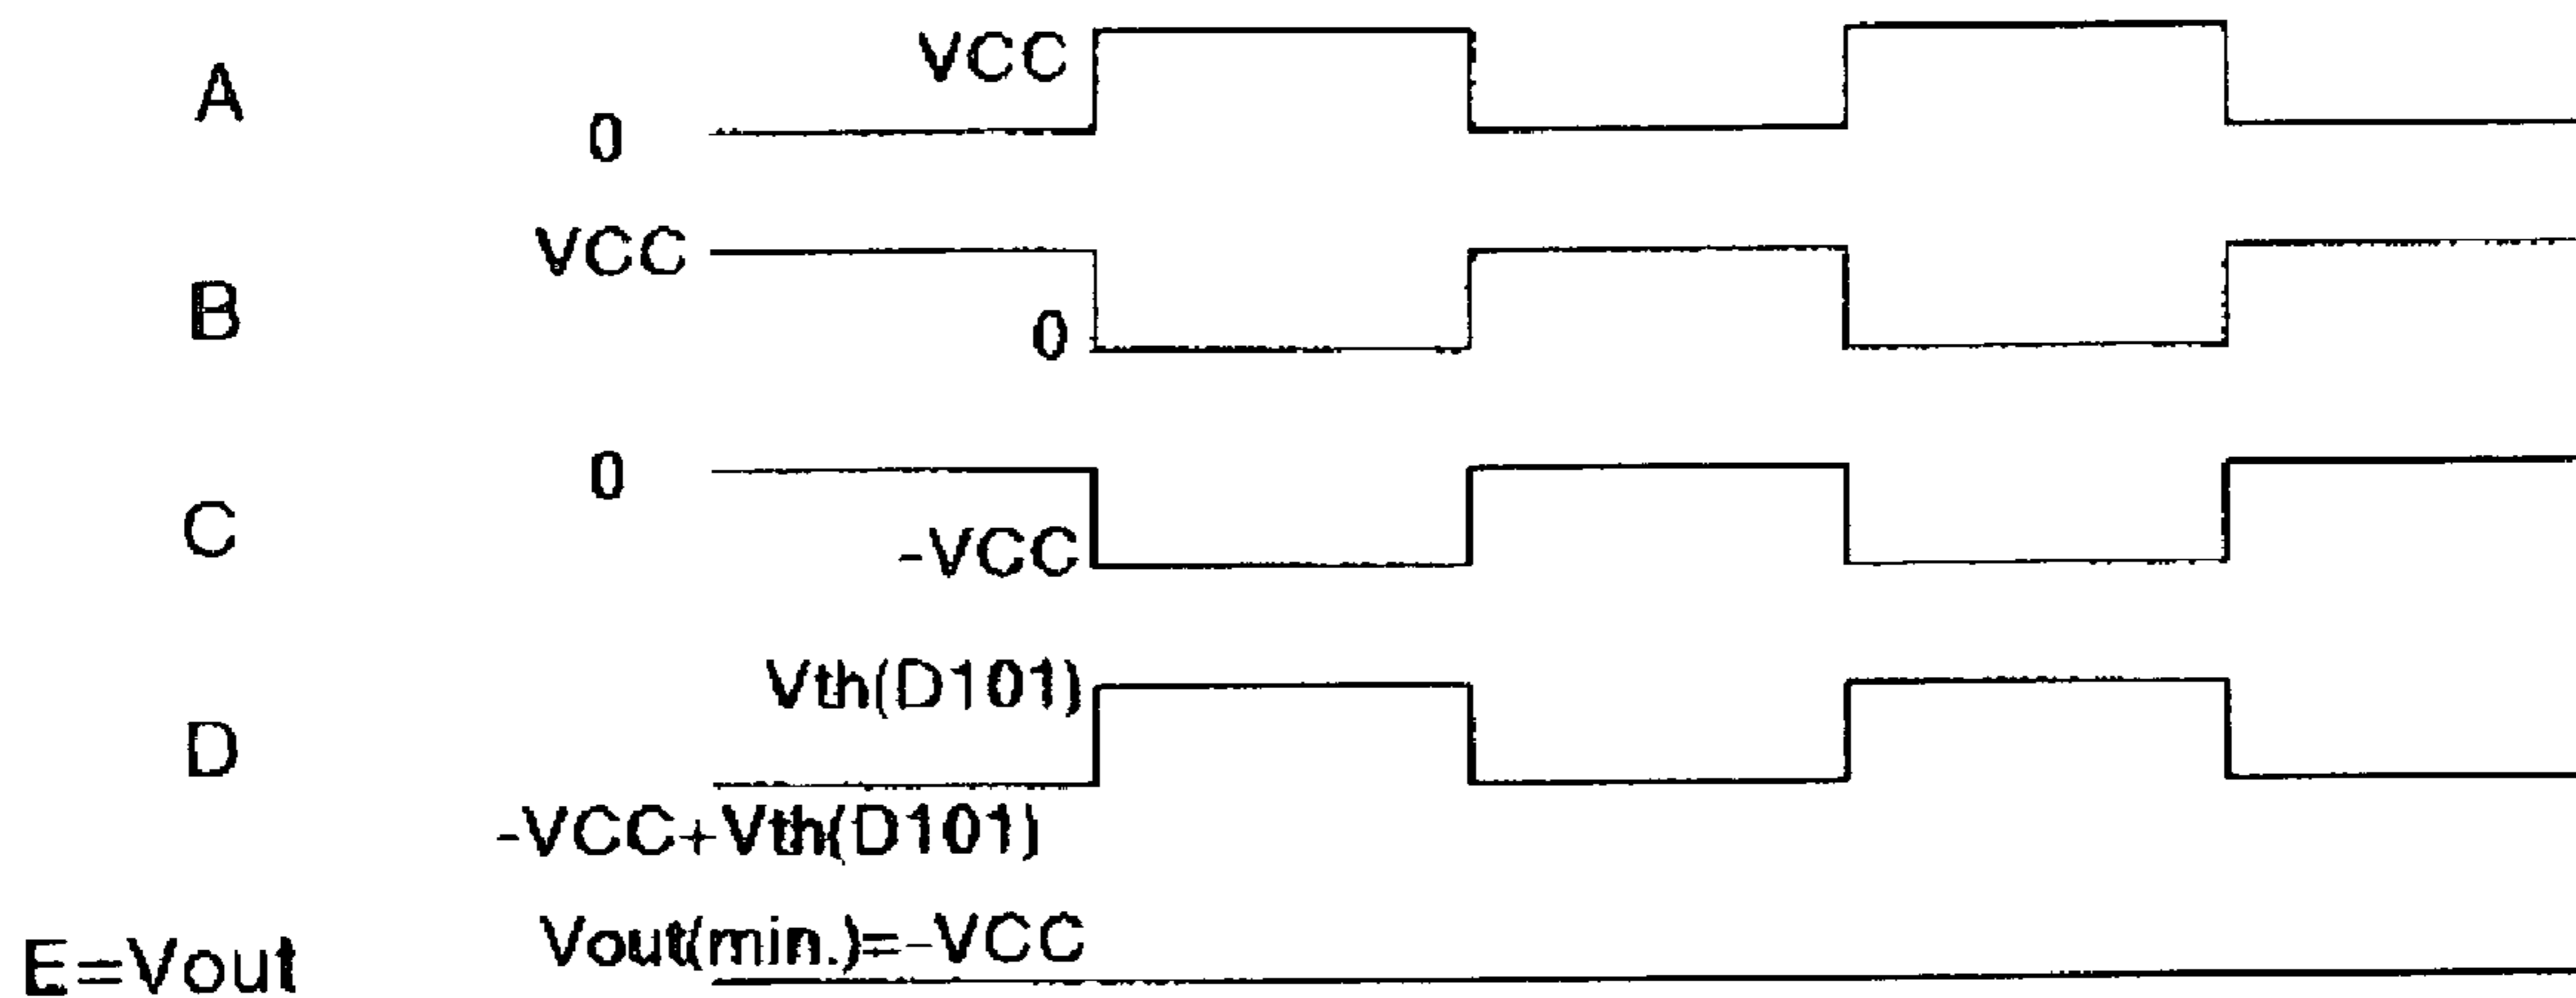 A
VCC
0
B
VCC
0
C
0
-VCC
D
Vth(D101)
-VCC+Vth(D101)
E=Vout
Vout(min.)=-VCC